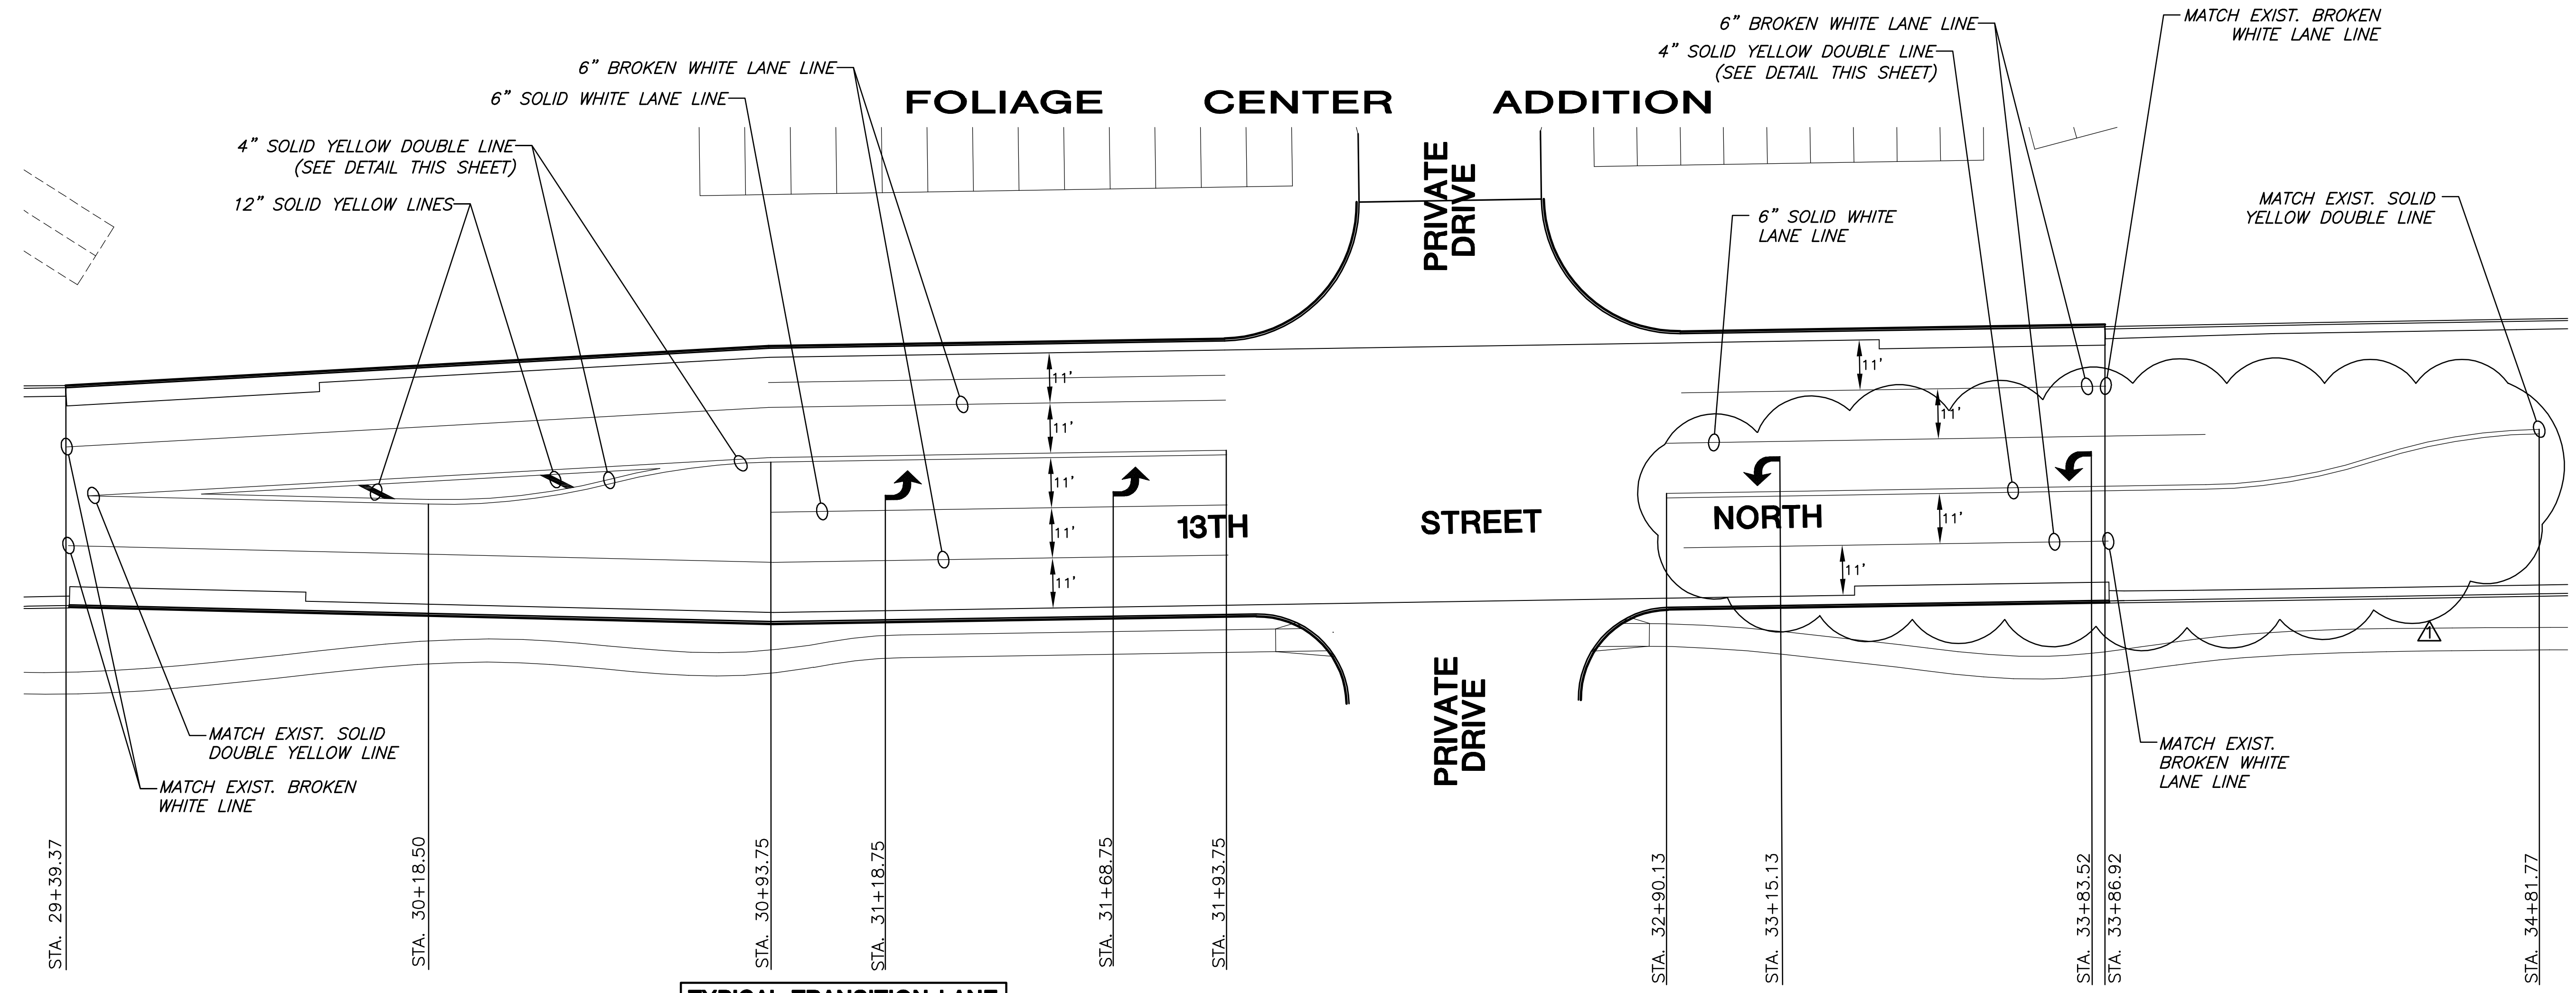 6" BROKEN WHITE LANE LINE
MATCH EXIST. BROKEN
WHITE LANE LINE
4" SOLID YELLOW DOUBLE LINE
(SEE DETAIL THIS SHEET)
6" BROKEN WHITE LANE LINE
6" SOLID WHITE LANE LINE
FOLIAGE CENTER ADDITION
4" SOLID YELLOW DOUBLE LINE
(SEE DETAIL THIS SHEET)
12" SOLID YELLOW LINES
PRIVATE
DRIVE
6" SOLID WHITE
LANE LINE
MATCH EXIST. SOLID
YELLOW DOUBLE LINE
11'
11'
11'
11'
11'
11'
11'
11'
11'
13TH STREET NORTH
1
PRIVATE
DRIVE
MATCH EXIST. SOLID
DOUBLE YELLOW LINE
MATCH EXIST. BROKEN
WHITE LINE
MATCH EXIST.
BROKEN WHITE
LANE LINE
STA. 29+39.37
STA. 30+18.50
STA. 30+93.75
STA. 31+18.75
STA. 31+68.75
STA. 31+93.75
STA. 32+90.13
STA. 33+15.13
STA. 33+83.52
STA. 33+86.92
STA. 34+81.77
TYPICAL TRANSITION LANE